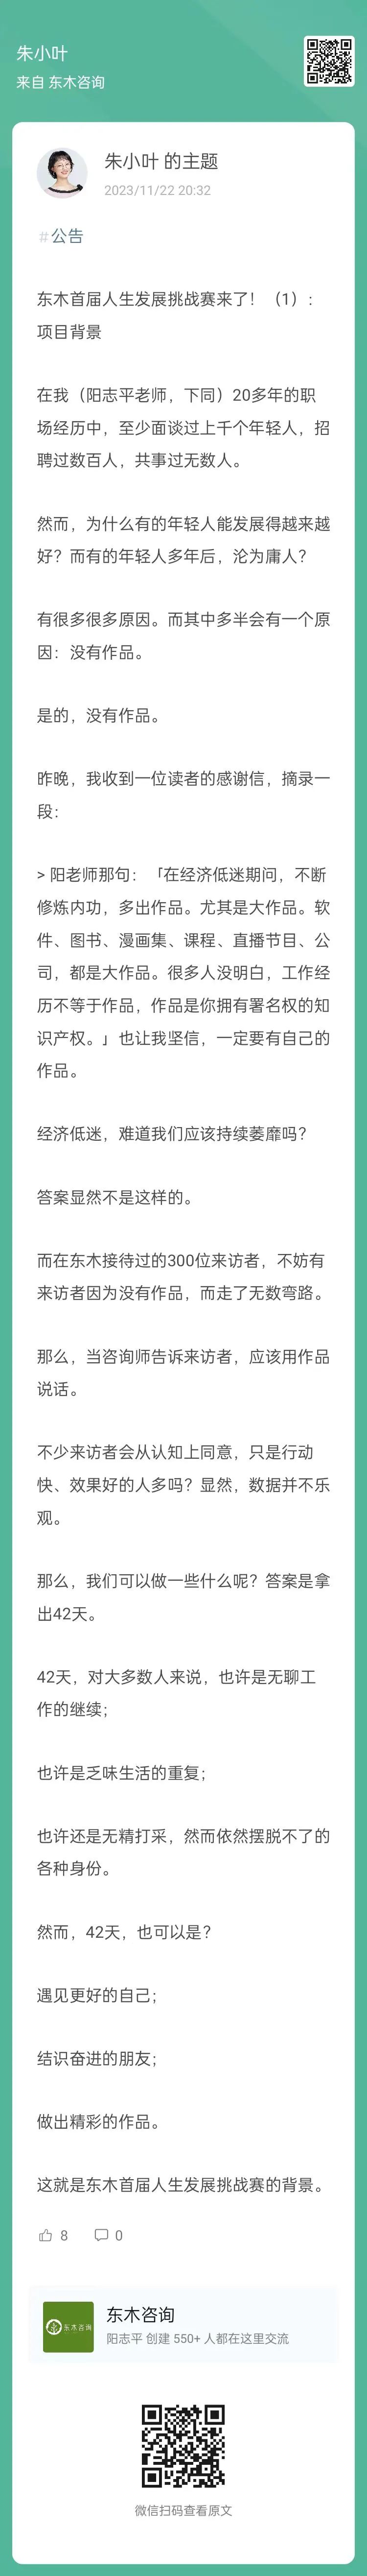 朱小叶
来自 东木咨询
朱小叶 的主题
2023/11/22 20:32
#公告
东木首届人生发展挑战赛来了！（1）：
项目背景
在我（阳志平老师，下同）20多年的职
场经历中，至少面谈过上千个年轻人，招
聘过数百人，共事过无数人。
然而，为什么有的年轻人能发展得越来越
好？而有的年轻人多年后，沦为庸人？
有很多很多原因。而其中多半会有一个原
因：没有作品。
是的，没有作品。
昨晚，我收到一位读者的感谢信，摘录一
段：
> 阳老师那句：「在经济低迷期间，不断
修炼内功，多出作品。尤其是大作品。软
件、图书、漫画集、课程、直播节目、公
司，都是大作品。很多人没明白，工作经
历不等于作品，作品是你拥有署名权的知
识产权。」也让我坚信，一定要有自己的
作品。
经济低迷，难道我们应该持续萎靡吗？
答案显然不是这样的。
而在东木接待过的300位来访者，不妨有
来访者因为没有作品，而走了无数弯路。
那么，当咨询师告诉来访者，应该用作品
说话。
不少来访者会从认知上同意，只是行动
快、效果好的人多吗？显然，数据并不乐
观。
那么，我们可以做一些什么呢？答案是拿
出42天。
42天，对大多数人来说，也许是无聊工
作的继续；
也许是乏味生活的重复；
也许还是无精打采，然而依然摆脱不了的
各种身份。
然而，42天，也可以是？
遇见更好的自己；
结识奋进的朋友；
做出精彩的作品。
这就是东木首届人生发展挑战赛的背景。
8 0
东木咨询
东木咨询
阳志平 创建 550+ 人都在这里交流
微信扫码查看原文